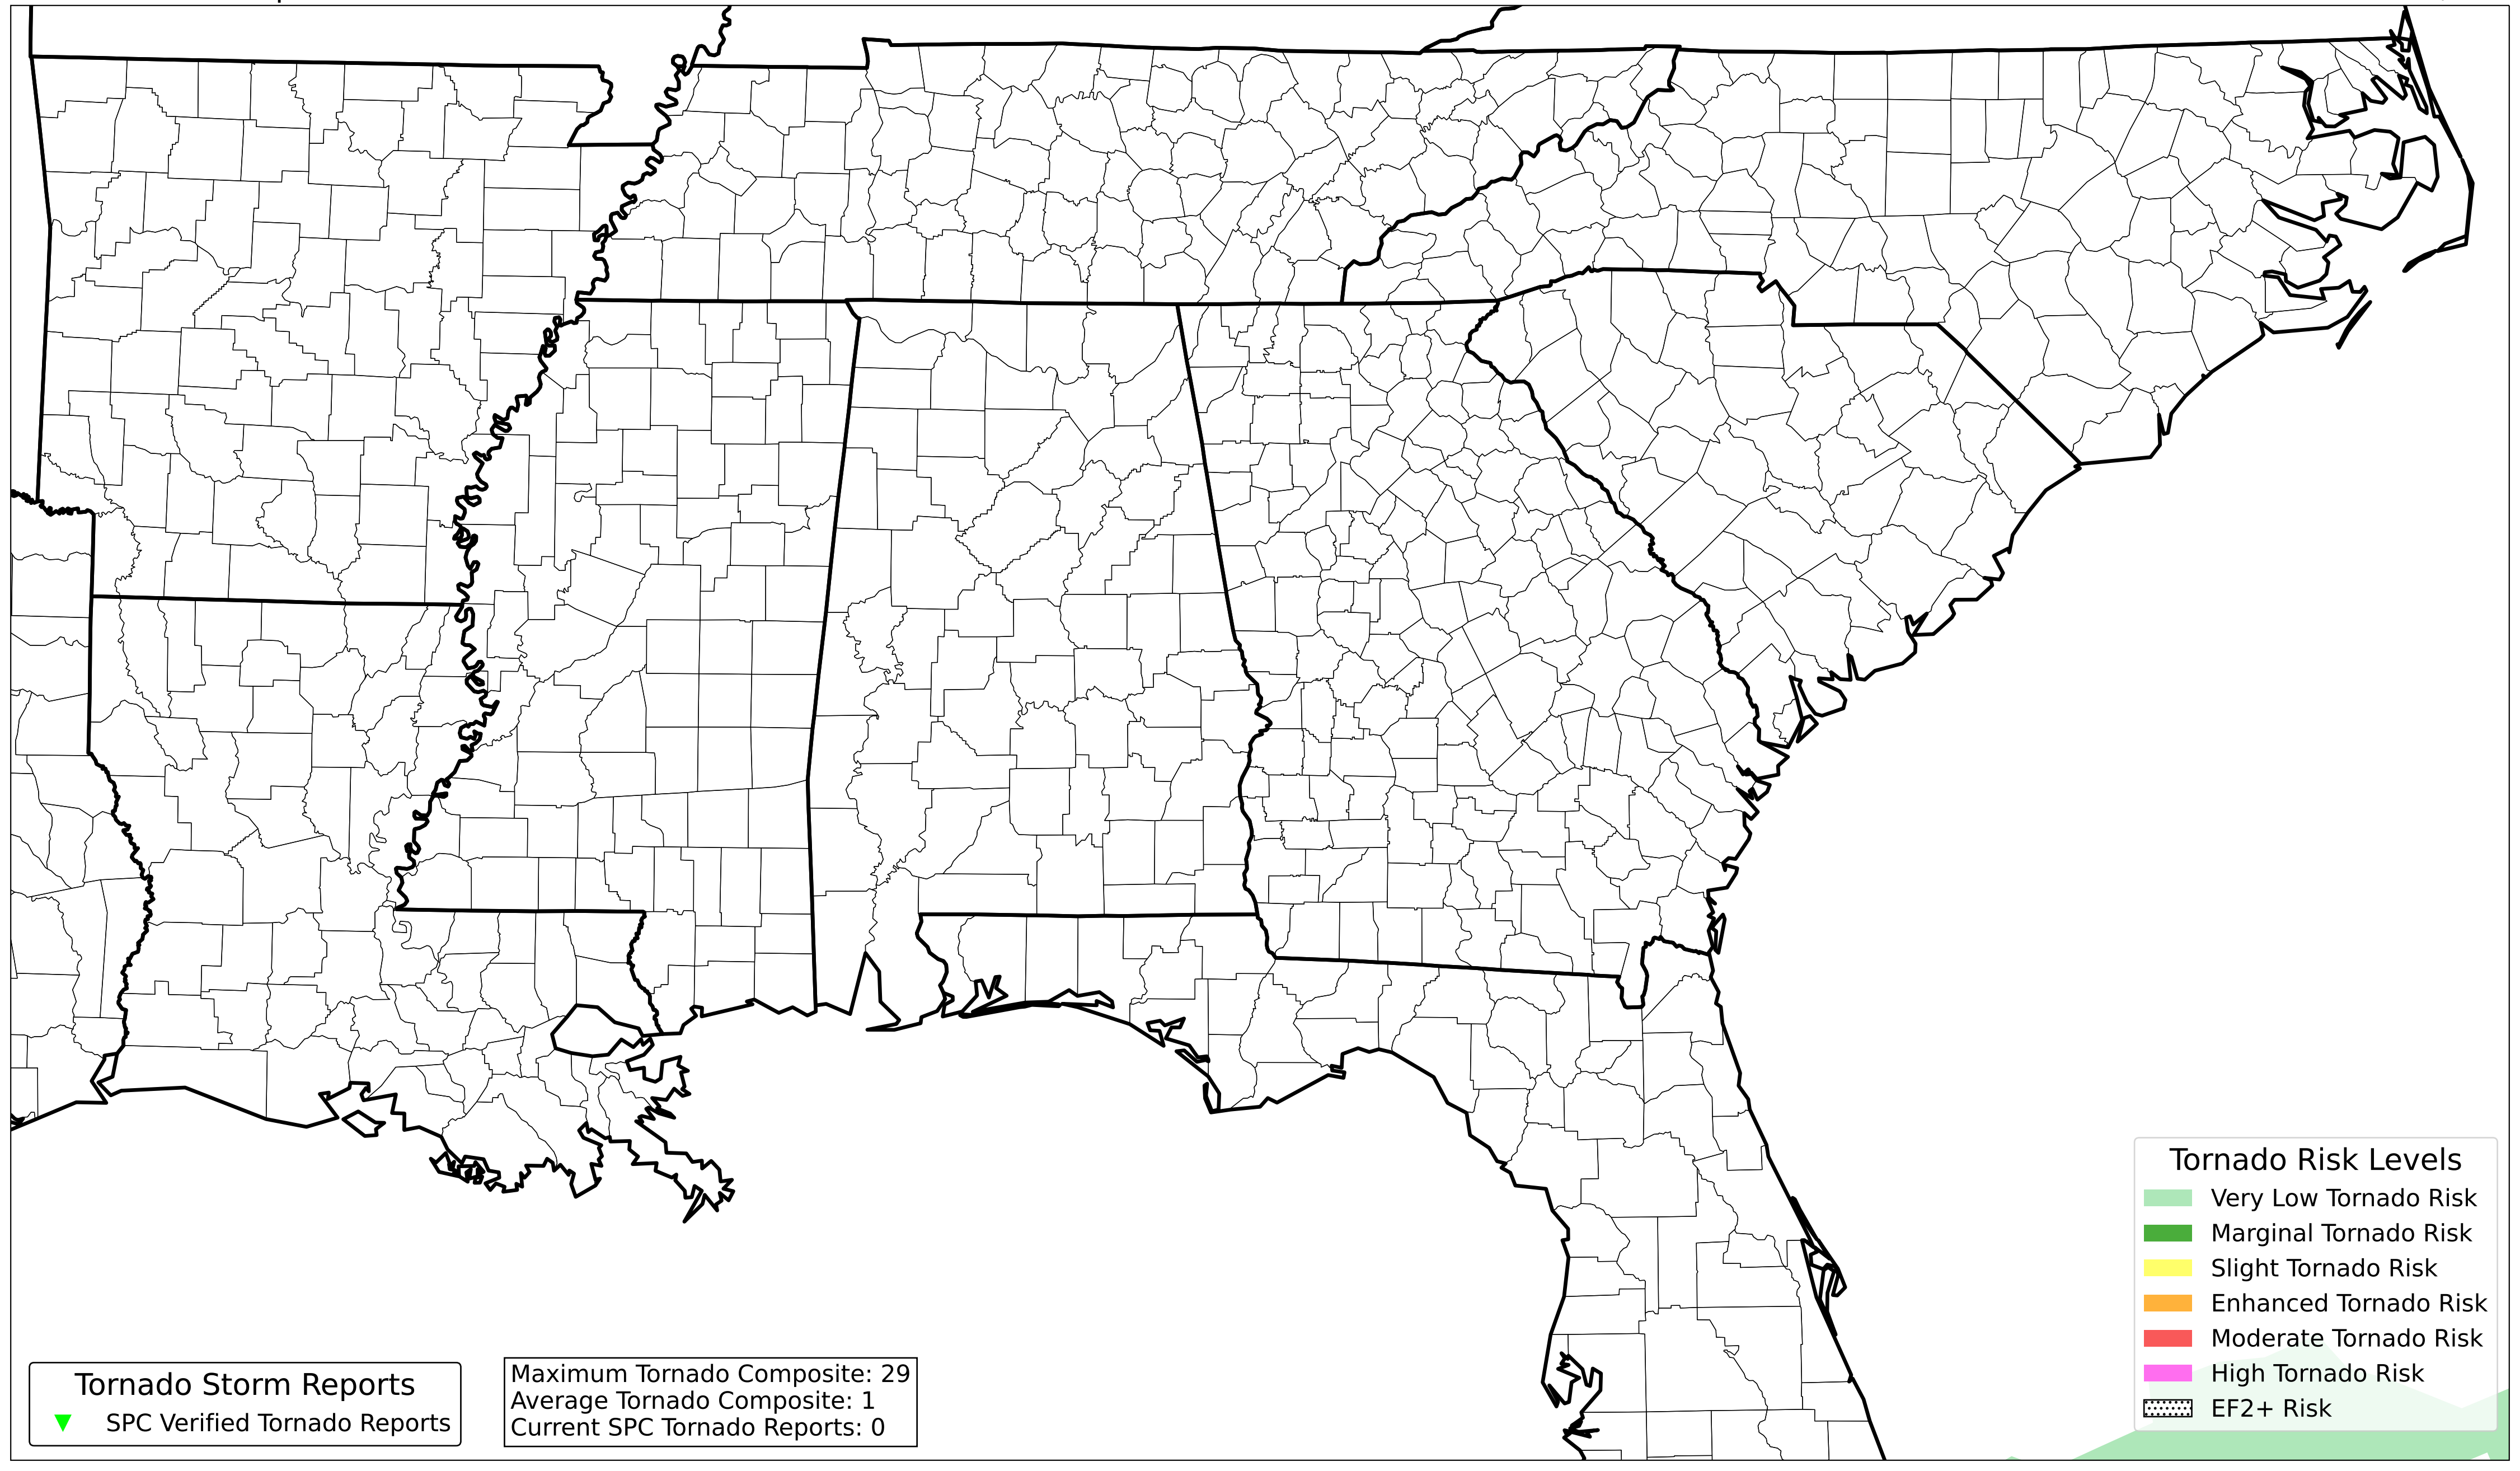 Tornado Risk Levels
Very Low Tornado Risk
Marginal Tornado Risk
Slight Tornado Risk
Enhanced Tornado Risk
Moderate Tornado Risk
High Tornado Risk
EF2+ Risk
Tornado Storm Reports
SPC Verified Tornado Reports
Maximum Tornado Composite: 29
Average Tornado Composite: 1
Current SPC Tornado Reports: 0